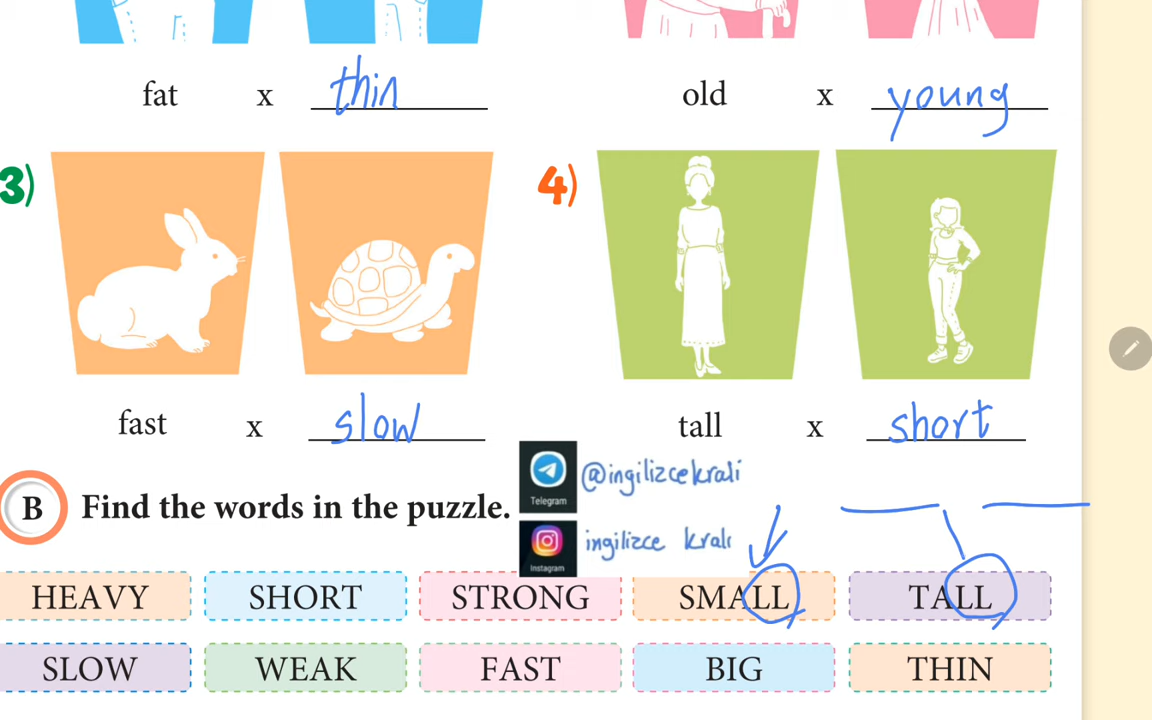 fat x thin old x young
3) 4)
fast x slow tall x short
B Find the words in the puzzle. Telegram @ingilizcekrali
Instagram ingilizce kralı
HEAVY SHORT STRONG SMALL TALL
SLOW WEAK FAST BIG THIN